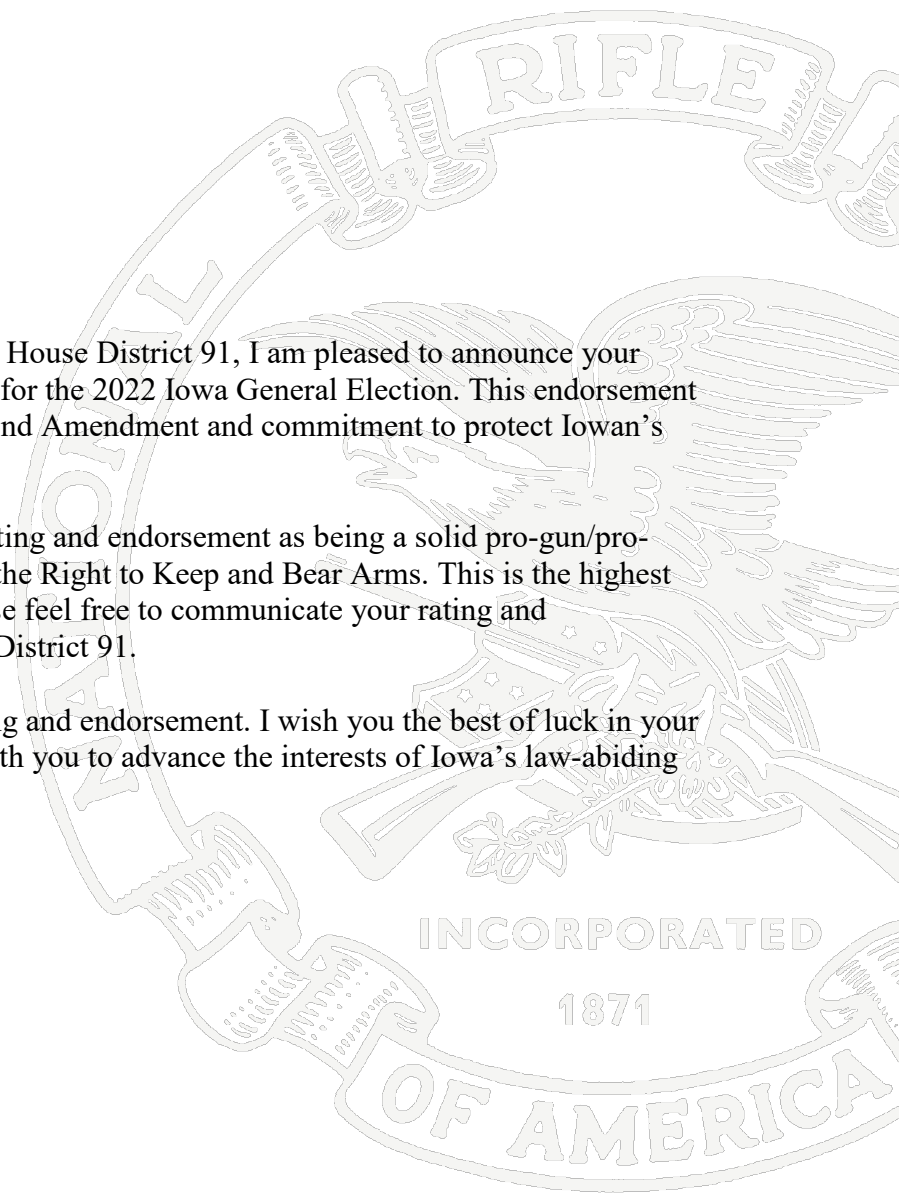 RIFLE
NATIONAL
House District 91, I am pleased to announce your
for the 2022 Iowa General Election. This endorsement
nd Amendment and commitment to protect Iowan’s
ting and endorsement as being a solid pro-gun/pro-
the Right to Keep and Bear Arms. This is the highest
se feel free to communicate your rating and
District 91.
ng and endorsement. I wish you the best of luck in your
th you to advance the interests of Iowa’s law-abiding
INCORPORATED
1871
OF AMERICA